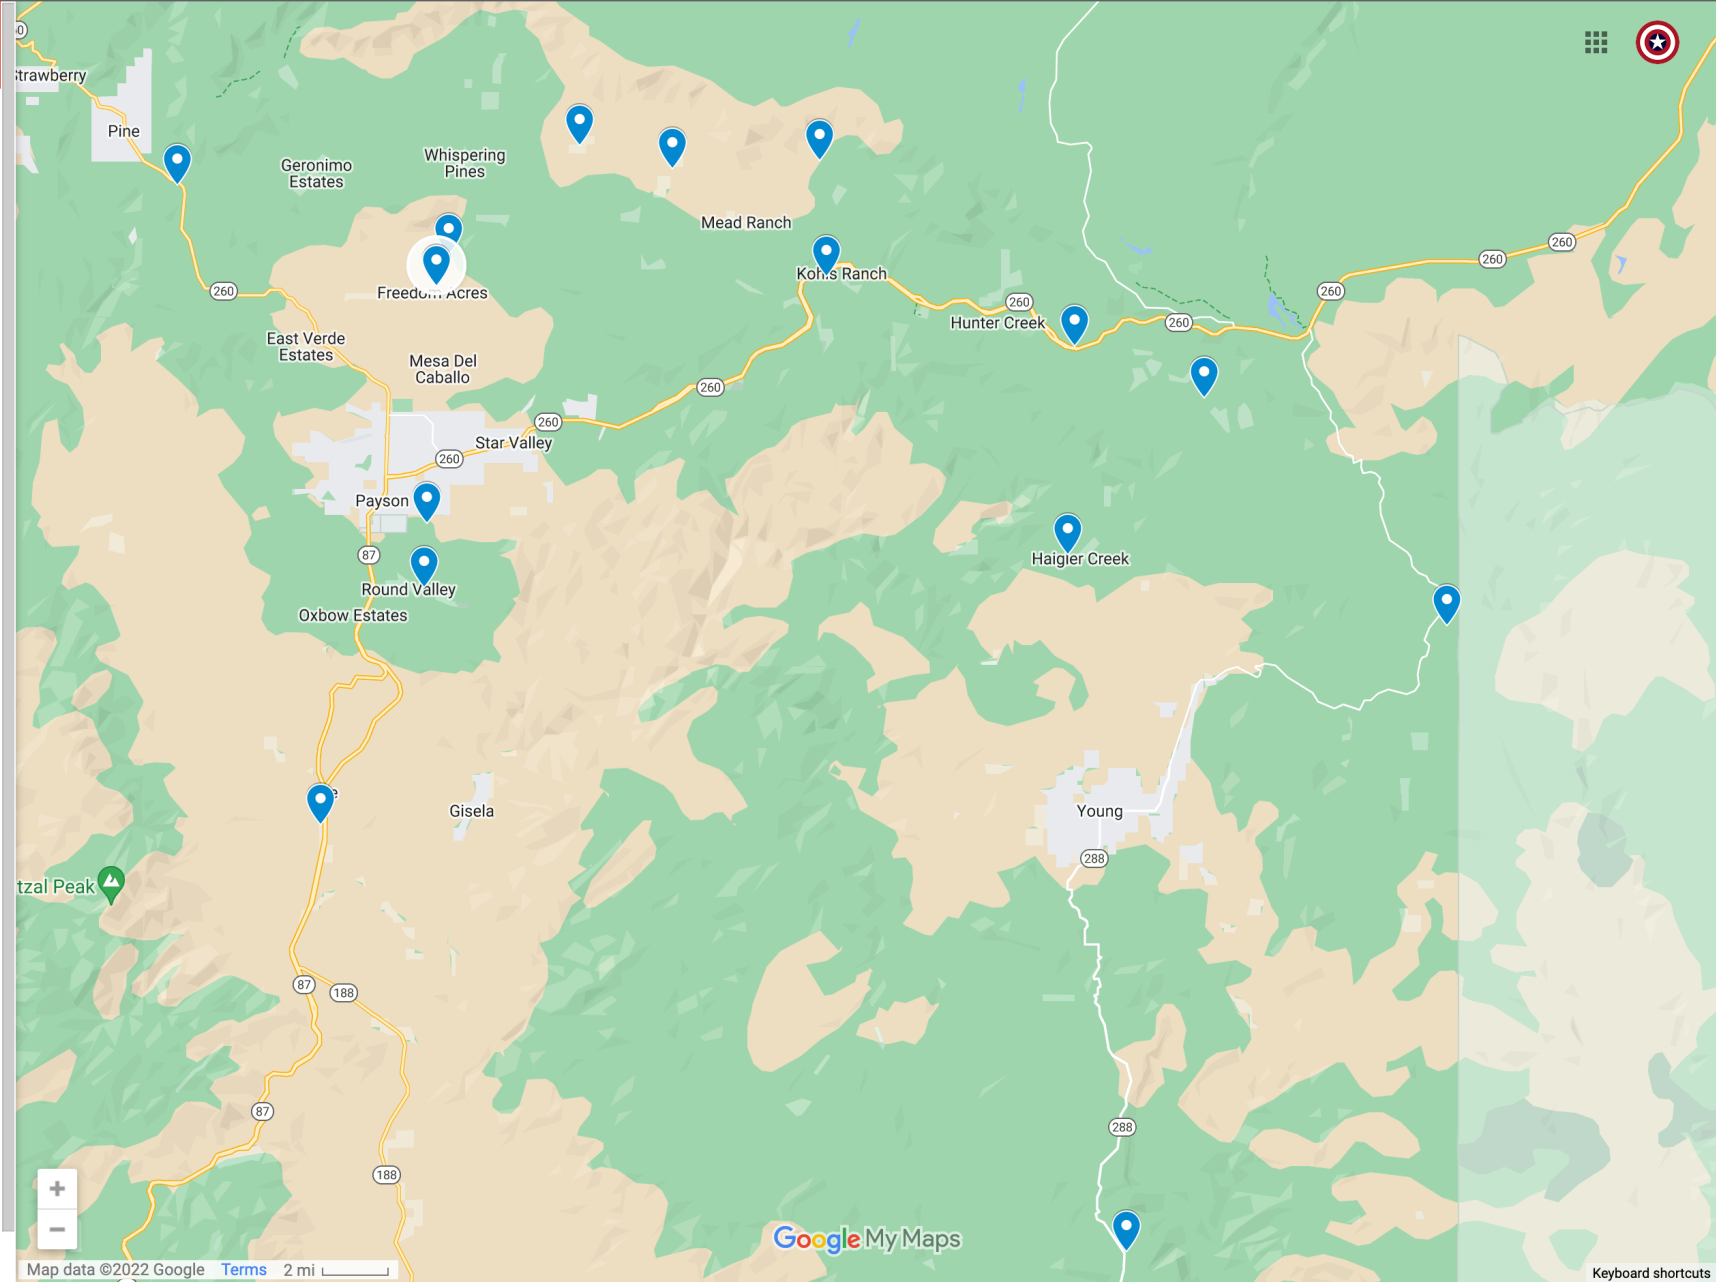 Strawberry
Pine
Geronimo
Estates
Whispering
Pines
Mead Ranch
260
260
Kohls Ranch
260
260
Freedom Acres
260
260
Hunter Creek
260
East Verde
Estates
Mesa Del
Caballo
260
260
Star Valley
260
Payson
87
Haigler Creek
Round Valley
Oxbow Estates
Gisela
Young
288
tzal Peak
87
188
87
288
188
Google My Maps
Map data ©2022 Google
Terms
2 mi
Keyboard shortcuts